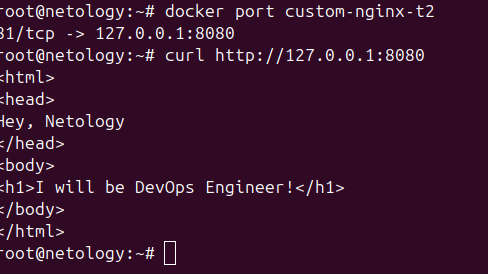 root@netology:~# docker port custom-nginx-t2
81/tcp -> 127.0.0.1:8080
root@netology:~# curl http://127.0.0.1:8080
<html>
<head>
Hey, Netology
</head>
<body>
<h1>I will be DevOps Engineer!</h1>
</body>
</html>
root@netology:~#